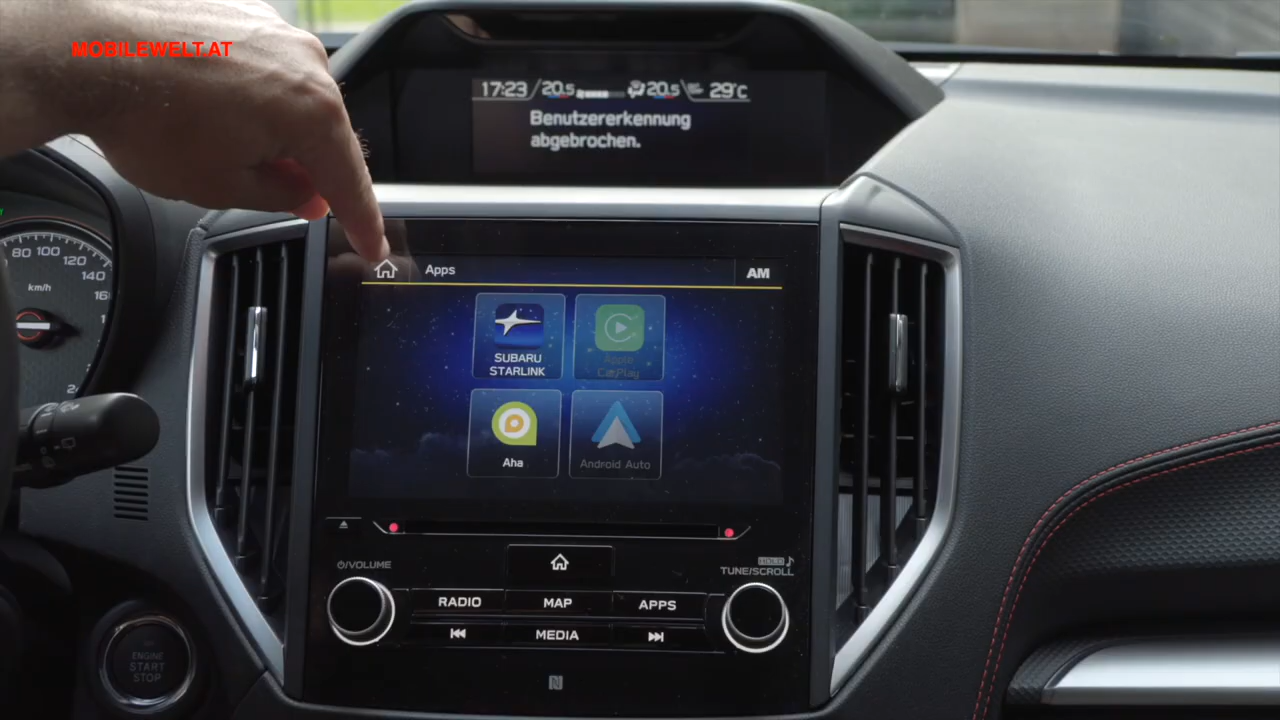 MOBILEWELT.AT
17:23 20.5 20.5 29°C
Benutzererkennung
abgebrochen.
80 100 120 140
km/h
Apps AM
SUBARU
STARLINK
Apple
CarPlay
Aha
Android Auto
⏻/VOLUME
TUNE/SCROLL
RADIO MAP APPS
MEDIA
ENGINE
START
STOP